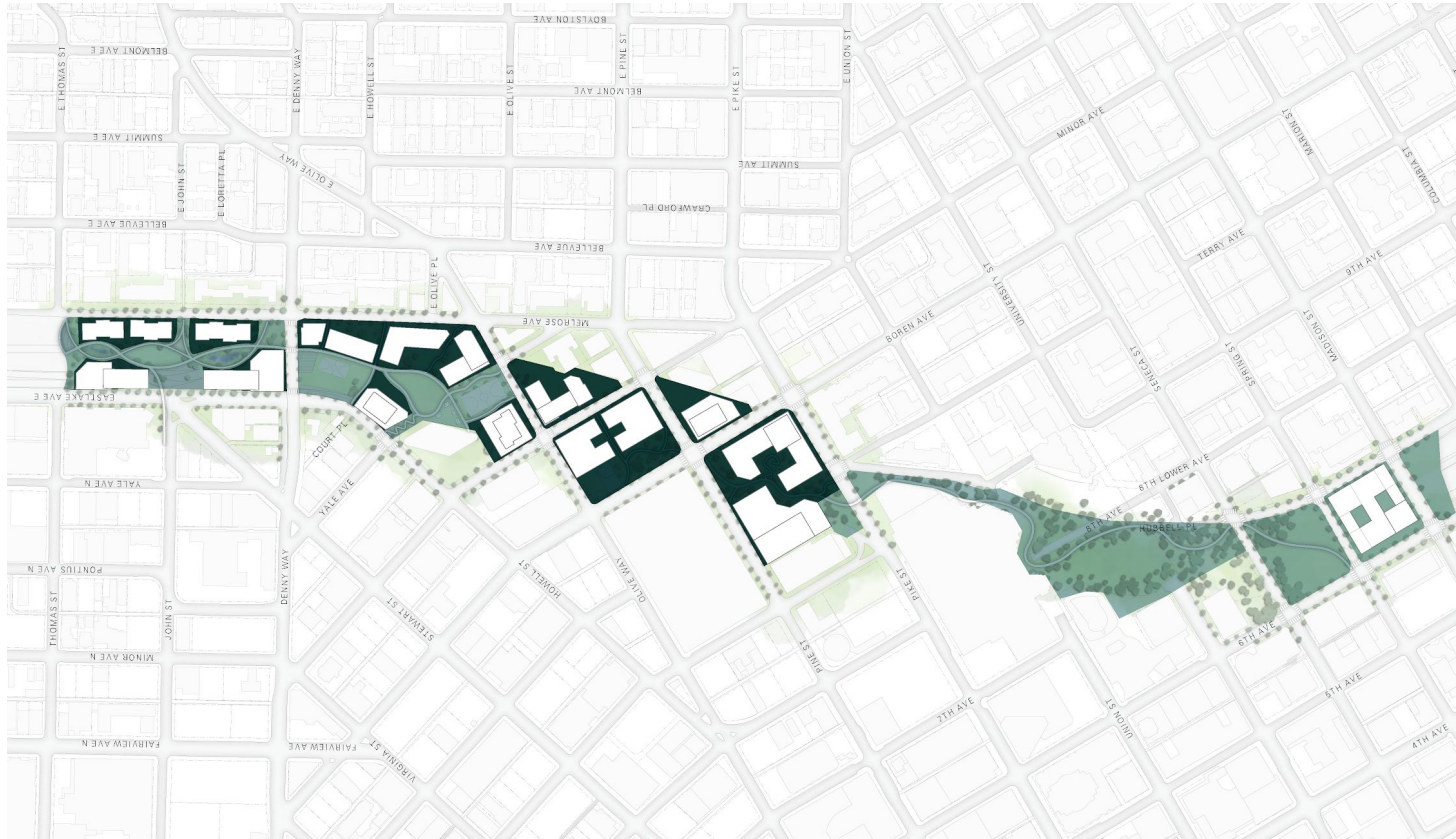 BOYLSTON AVE
BELMONT AVE E
E THOMAS ST
E DENNY WAY
E HOWELL ST
E OLIVE ST
E PINE ST
E PIKE ST
E UNION ST
BELMONT AVE
SUMMIT AVE E
E JOHN ST
E LORETTA PL
E OLIVE WAY
SUMMIT AVE
MINOR AVE
MARION ST
COLUMBIA ST
BELLEVUE AVE E
CRAWFORD PL
BELLEVUE AVE
TERRY AVE
9TH AVE
E OLIVE PL
UNIVERSITY ST
MELROSE AVE
BOREN AVE
SENECA ST
SPRING ST
MADISON ST
EASTLAKE AVE E
COURT PL
YALE AVE N
YALE AVE
8TH LOWER AVE
8TH AVE
HUBBELL PL
PONTIUS AVE N
THOMAS ST
JOHN ST
DENNY WAY
STEWART ST
HOWELL ST
OLIVE WAY
PIKE ST
PINE ST
6TH AVE
MINOR AVE N
5TH AVE
7TH AVE
UNION ST
4TH AVE
FAIRVIEW AVE N
FAIRVIEW AVE
VIRGINIA ST